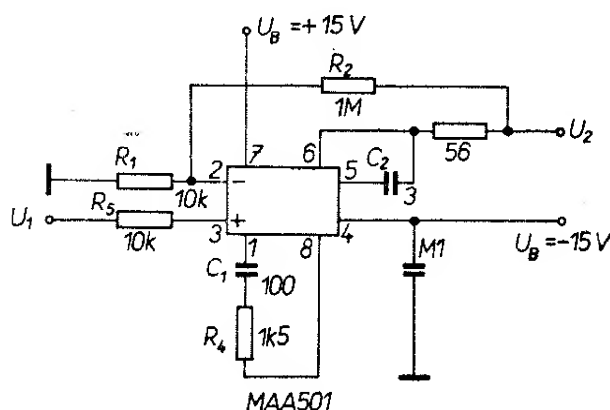 U_B = + 15 V
R_2
1M
U_2
56
7
6
R_1
10k
2
−
5
C_2
3
U_1
R_5
10k
3
+
4
U_B = −15 V
1
8
M1
C_1
100
R_4
1k5
MAA501